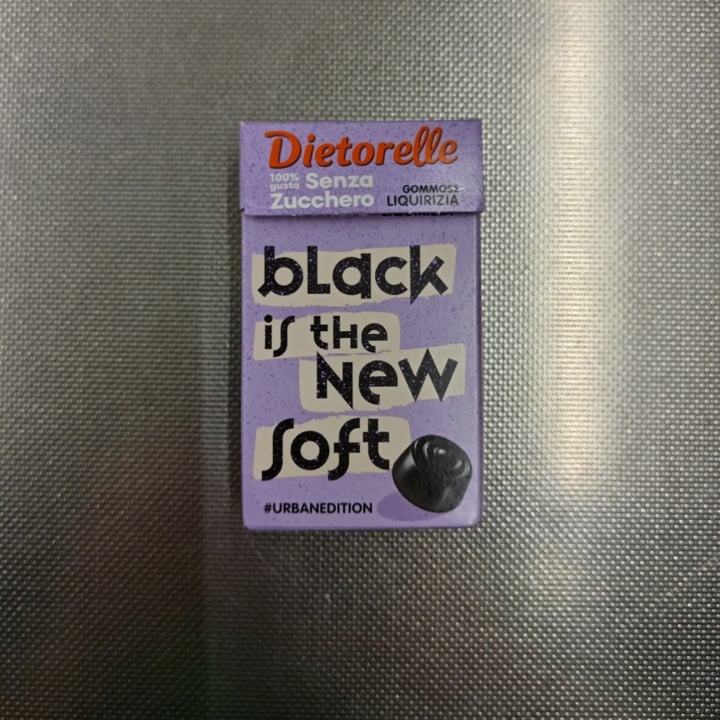 Dietorelle
100% gusto Senza
Zucchero
GOMMOSE
LIQUIRIZIA
black
is the
New
Soft
#URBANEDITION